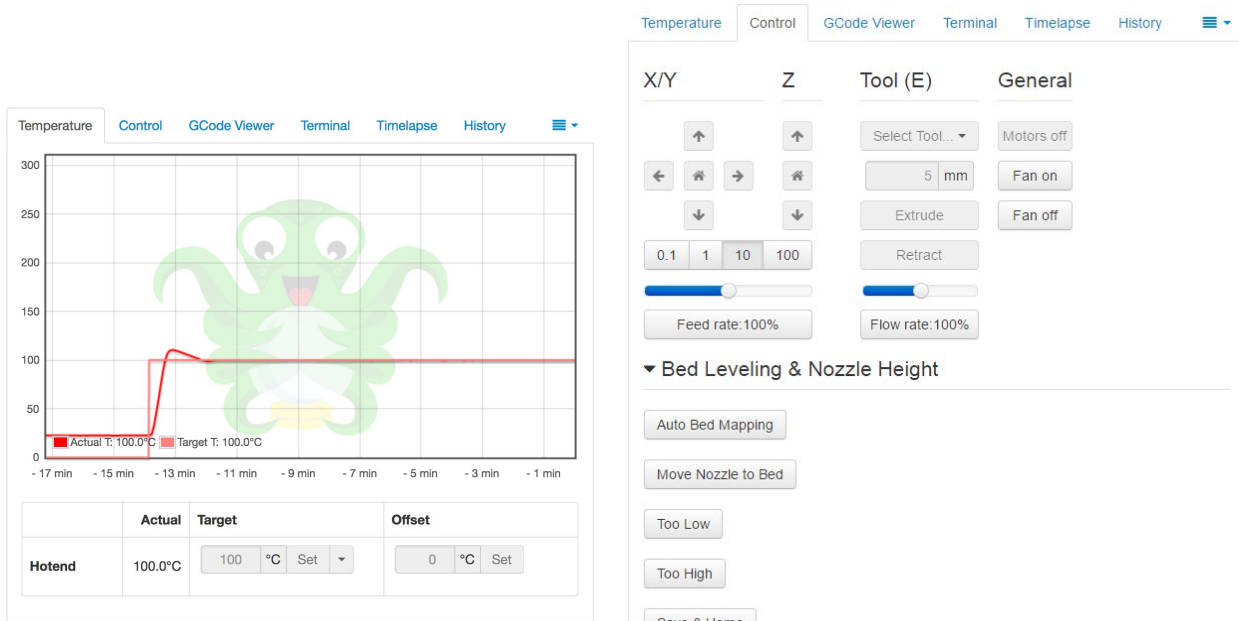 Temperature Control GCode Viewer Terminal Timelapse History
300
250
200
150
100
50
0
Actual T: 100.0°C Target T: 100.0°C
- 17 min - 15 min - 13 min - 11 min - 9 min - 7 min - 5 min - 3 min - 1 min
Actual Target Offset
Hotend 100.0°C 100 °C Set 0 °C Set
Temperature Control GCode Viewer Terminal Timelapse History
X/Y Z Tool (E) General
Select Tool... Motors off
5 mm Fan on
Extrude Fan off
0.1 1 10 100 Retract
Feed rate:100% Flow rate:100%
Bed Leveling & Nozzle Height
Auto Bed Mapping
Move Nozzle to Bed
Too Low
Too High
Save & Home